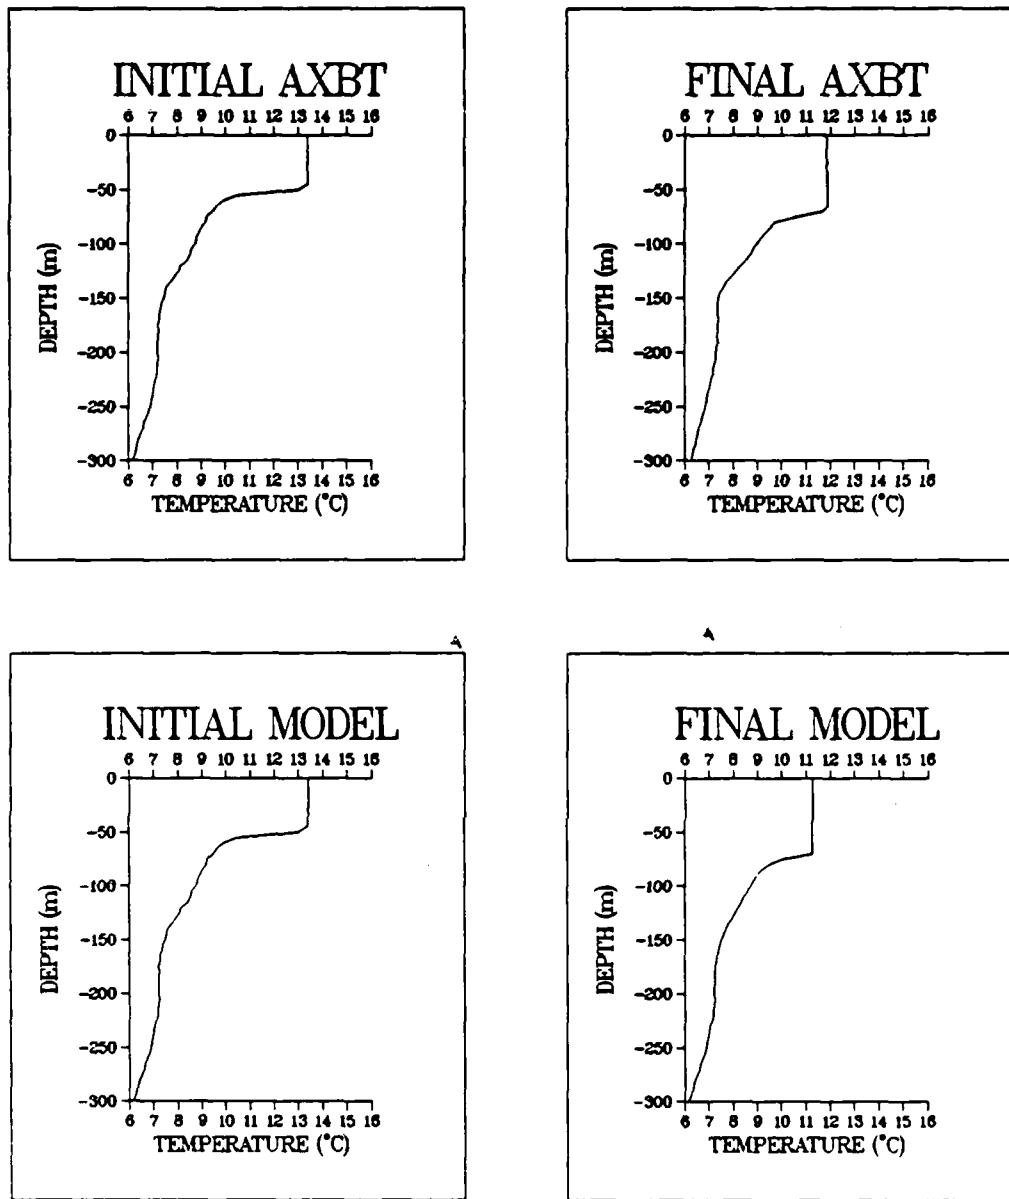 INITIAL AXBT
6 7 8 9 10 11 12 13 14 15 16
0
-50
-100
-150
-200
-250
-300
DEPTH (m)
6 7 8 9 10 11 12 13 14 15 16
TEMPERATURE (°C)
FINAL AXBT
6 7 8 9 10 11 12 13 14 15 16
0
-50
-100
-150
-200
-250
-300
DEPTH (m)
6 7 8 9 10 11 12 13 14 15 16
TEMPERATURE (°C)
INITIAL MODEL
6 7 8 9 10 11 12 13 14 15 16
0
-50
-100
-150
-200
-250
-300
DEPTH (m)
6 7 8 9 10 11 12 13 14 15 16
TEMPERATURE (°C)
FINAL MODEL
6 7 8 9 10 11 12 13 14 15 16
0
-50
-100
-150
-200
-250
-300
DEPTH (m)
6 7 8 9 10 11 12 13 14 15 16
TEMPERATURE (°C)